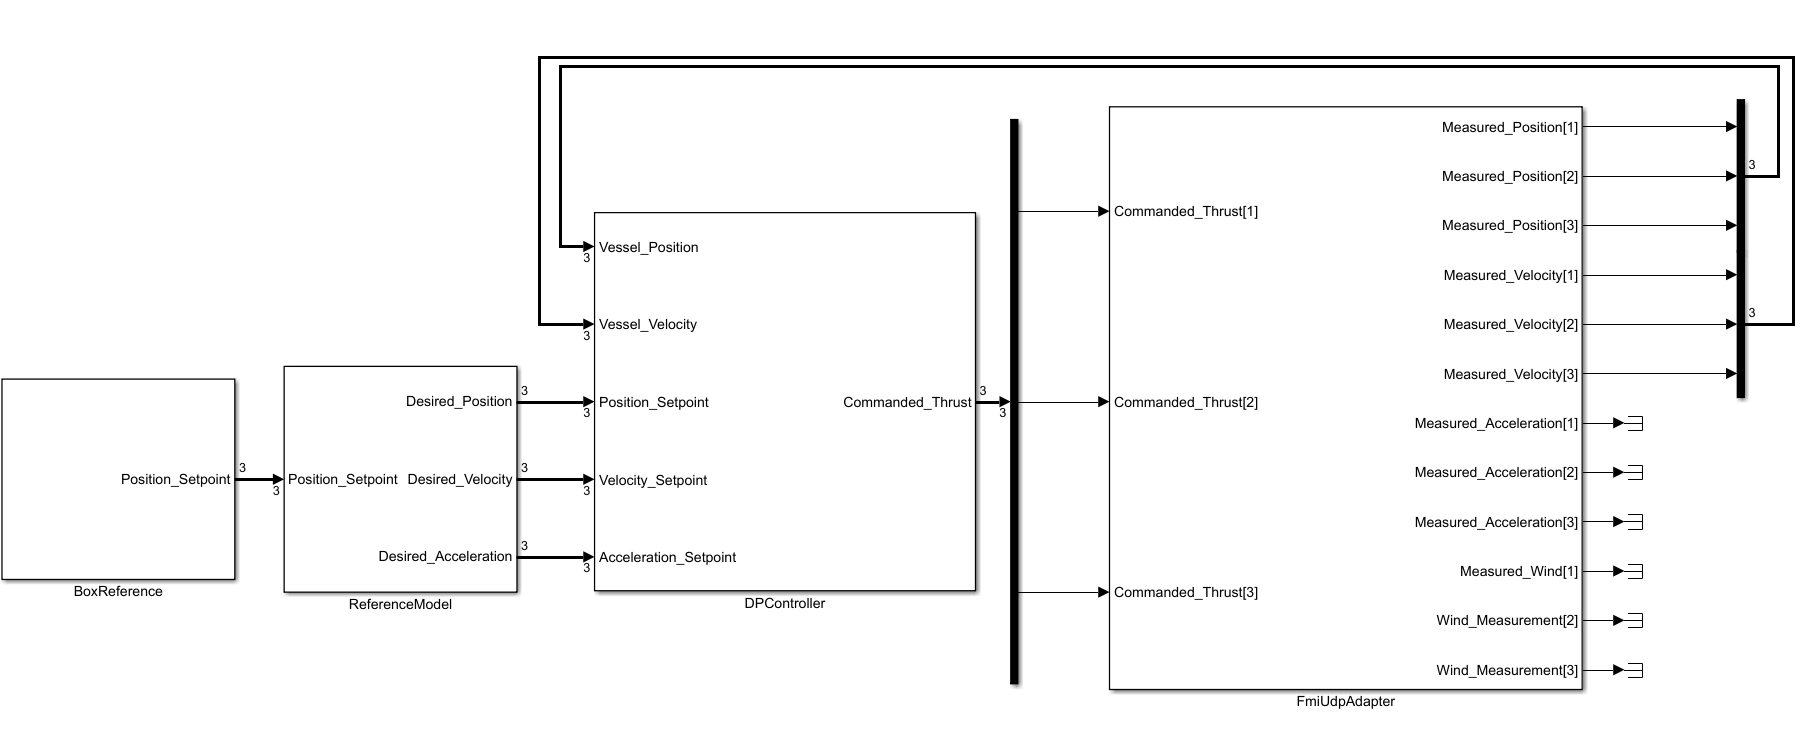 Position_Setpoint
3
3
BoxReference
Position_Setpoint
Desired_Position
3
Desired_Velocity
3
Desired_Acceleration
3
ReferenceModel
3
Vessel_Position
3
Vessel_Velocity
3
Position_Setpoint
3
Velocity_Setpoint
3
Acceleration_Setpoint
Commanded_Thrust
3
3
DPController
Commanded_Thrust[1]
Commanded_Thrust[2]
Commanded_Thrust[3]
Measured_Position[1]
Measured_Position[2]
Measured_Position[3]
Measured_Velocity[1]
Measured_Velocity[2]
Measured_Velocity[3]
Measured_Acceleration[1]
Measured_Acceleration[2]
Measured_Acceleration[3]
Measured_Wind[1]
Wind_Measurement[2]
Wind_Measurement[3]
FmiUdpAdapter
3
3